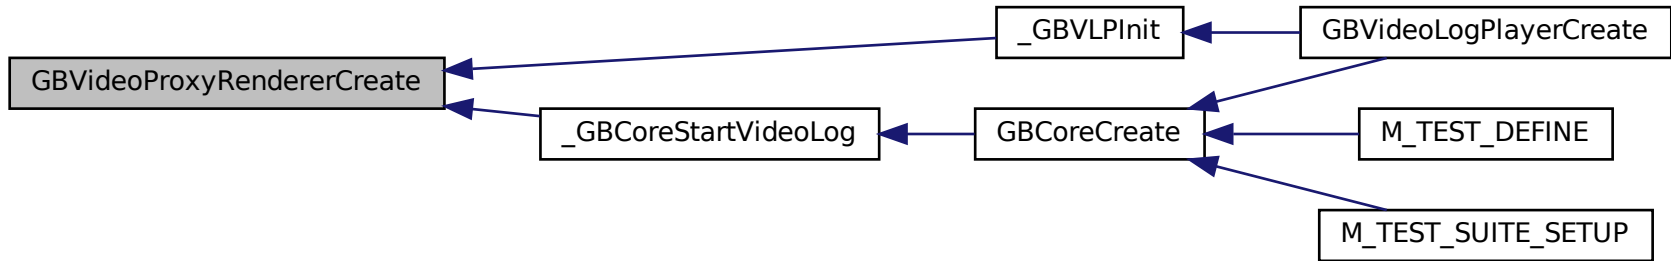 GBVideoProxyRendererCreate
_GBVLPInit
GBVideoLogPlayerCreate
_GBCoreStartVideoLog
GBCoreCreate
M_TEST_DEFINE
M_TEST_SUITE_SETUP